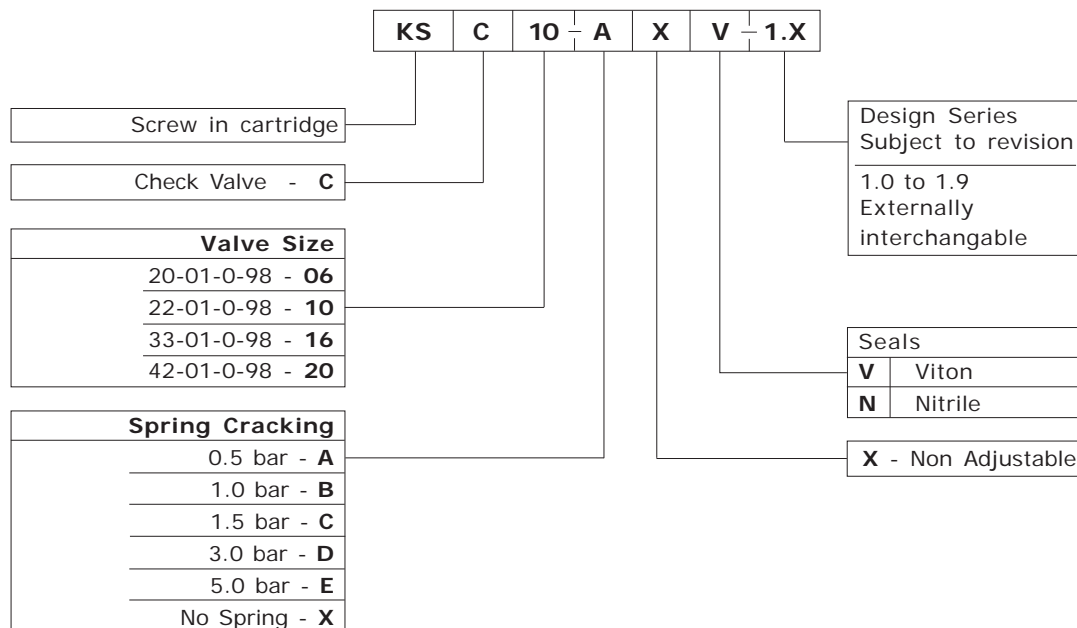 KS C 10 - A X V - 1.X
Screw in cartridge
Check Valve - C
Valve Size
20-01-0-98 - 06
22-01-0-98 - 10
33-01-0-98 - 16
42-01-0-98 - 20
Spring Cracking
0.5 bar - A
1.0 bar - B
1.5 bar - C
3.0 bar - D
5.0 bar - E
No Spring - X
Design Series
Subject to revision
1.0 to 1.9
Externally
interchangable
Seals
V Viton
N Nitrile
X - Non Adjustable